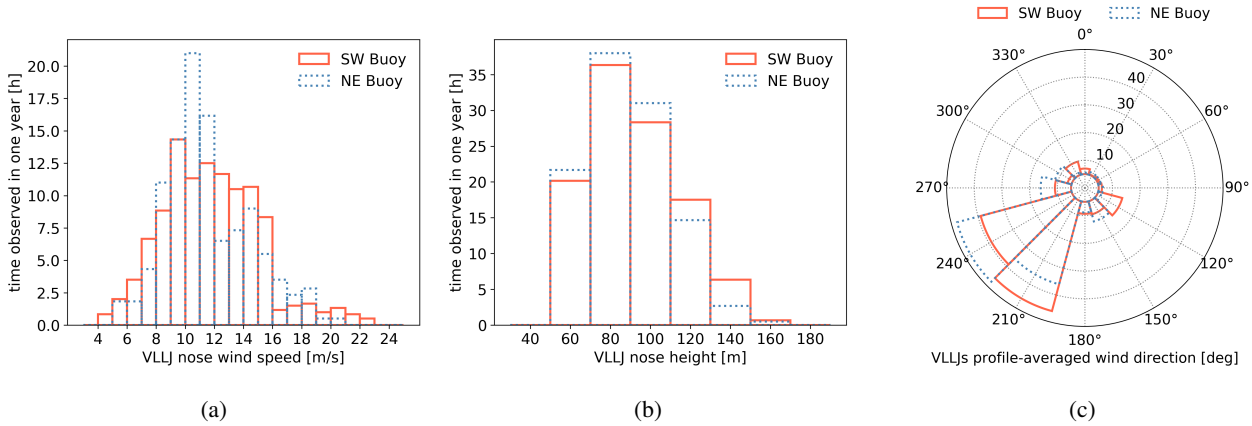 SW Buoy
NE Buoy
time observed in one year [h]
20.0
17.5
15.0
12.5
10.0
7.5
5.0
2.5
0.0
4 6 8 10 12 14 16 18 20 22 24
VLLJ nose wind speed [m/s]
(a)
SW Buoy
NE Buoy
time observed in one year [h]
35
30
25
20
15
10
5
0
40 60 80 100 120 140 160 180
VLLJ nose height [m]
(b)
SW Buoy NE Buoy
0°
330° 30°
40
300° 30 60°
20
10
270° 90°
240° 120°
210° 150°
180°
VLLJs profile-averaged wind direction [deg]
(c)